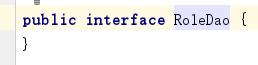 public interface RoleDao {
}